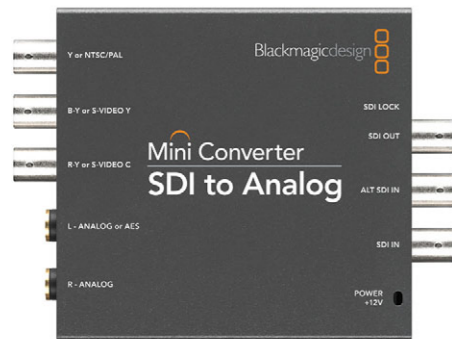 Blackmagicdesign
Y or NTSC/PAL
B-Y or S-VIDEO Y
R-Y or S-VIDEO C
L - ANALOG or AES
R - ANALOG
Mini Converter
SDI to Analog
SDI LOCK
SDI OUT
ALT SDI IN
SDI IN
POWER
+12V